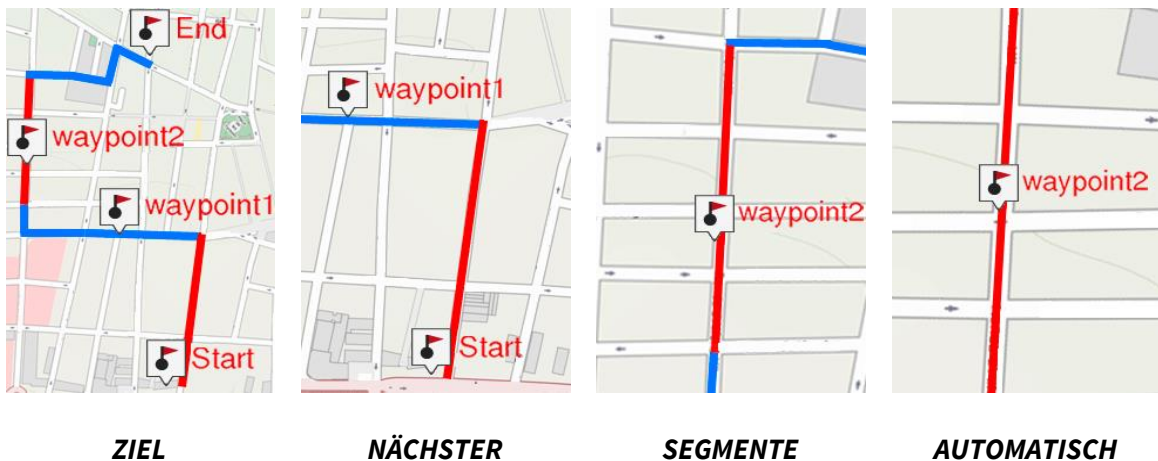 End
waypoint2
waypoint1
Start
waypoint1
Start
waypoint2
waypoint2
ZIEL
NÄCHSTER
SEGMENTE
AUTOMATISCH